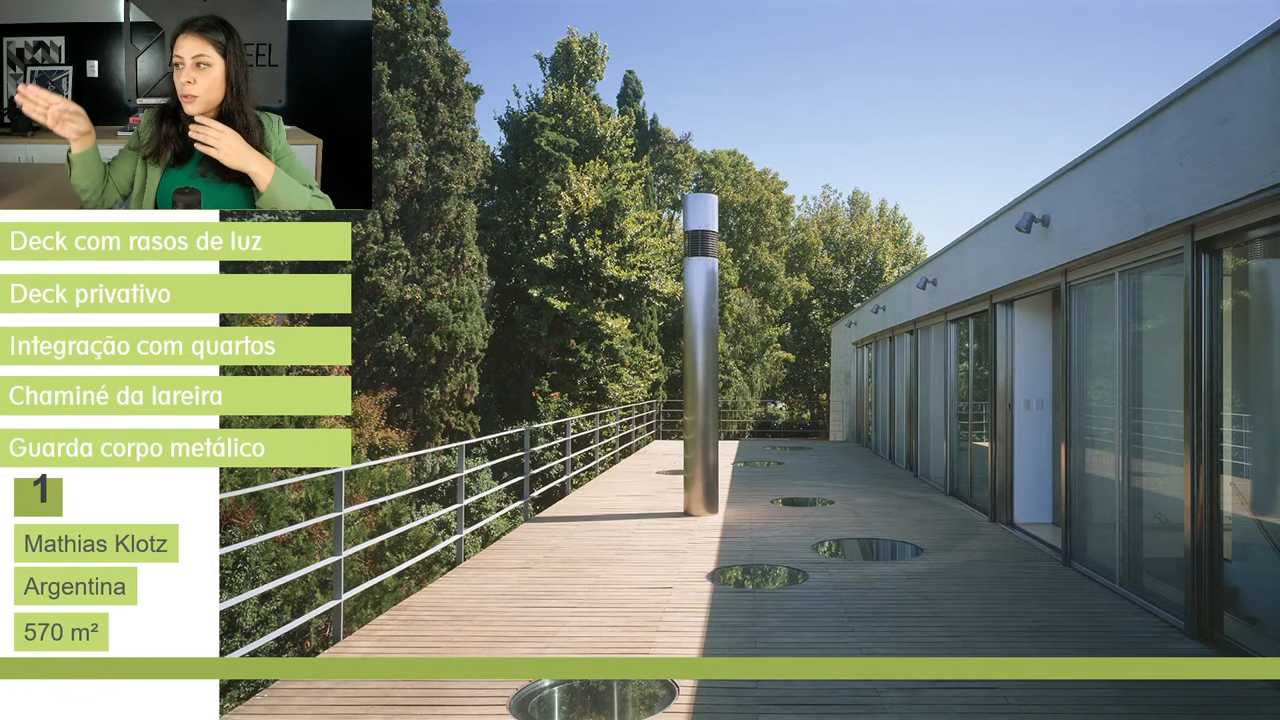 EEL
Deck com rasos de luz
Deck privativo
Integração com quartos
Chaminé da lareira
Guarda corpo metálico
1
Mathias Klotz
Argentina
570 m²